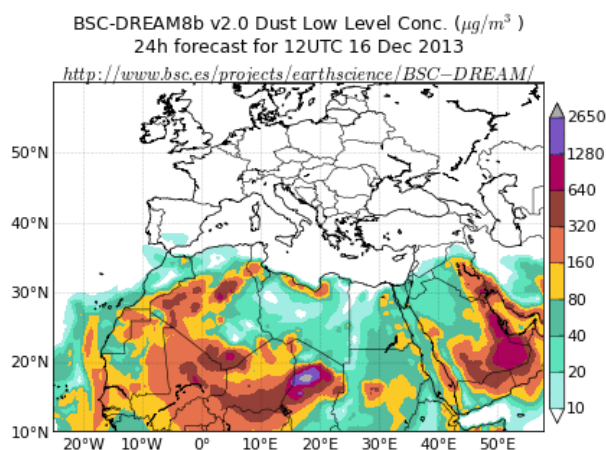 BSC-DREAM8b v2.0 Dust Low Level Conc. (μg/m³ )
24h forecast for 12UTC 16 Dec 2013
http://www.bsc.es/projects/earthscience/BSC−DREAM/
50°N
40°N
30°N
20°N
10°N
20°W
10°W
0°
10°E
20°E
30°E
40°E
50°E
2650
1280
640
320
160
80
40
20
10